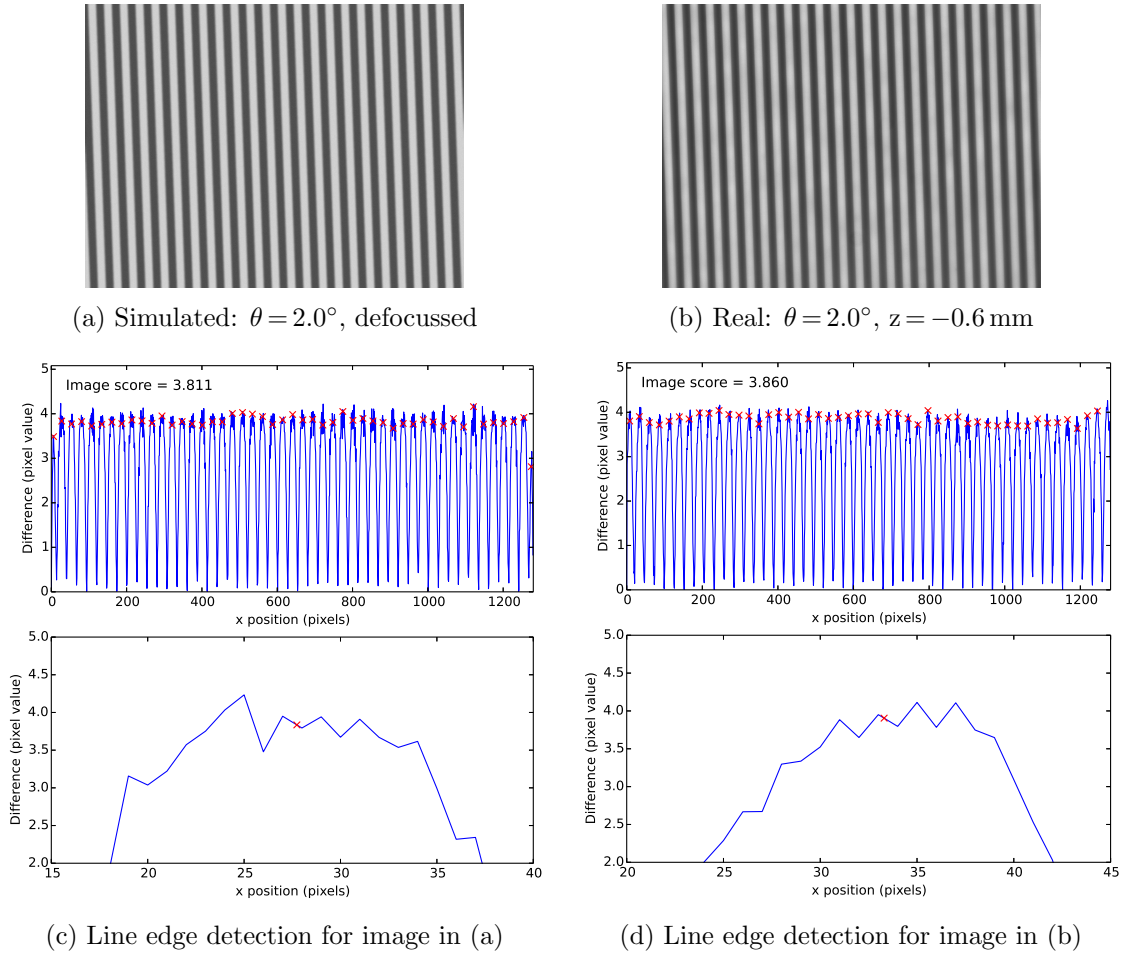 (a) Simulated: θ = 2.0°, defocussed
(b) Real: θ = 2.0°, z = −0.6 mm
Image score = 3.811
Difference (pixel value)
5
4
3
2
1
0
0 200 400 600 800 1000 1200
x position (pixels)
Image score = 3.860
Difference (pixel value)
5
4
3
2
1
0
0 200 400 600 800 1000 1200
x position (pixels)
Difference (pixel value)
5.0
4.5
4.0
3.5
3.0
2.5
2.0
15 20 25 30 35 40
x position (pixels)
Difference (pixel value)
5.0
4.5
4.0
3.5
3.0
2.5
2.0
20 25 30 35 40 45
x position (pixels)
(c) Line edge detection for image in (a)
(d) Line edge detection for image in (b)